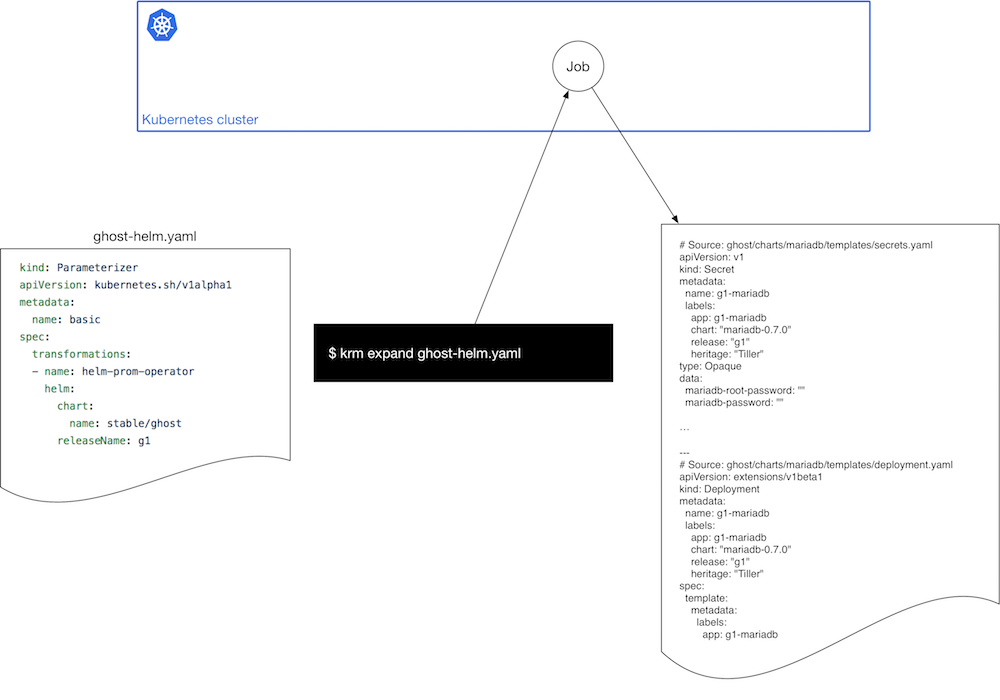 Job
Kubernetes cluster
ghost-helm.yaml
kind: Parameterizer
apiVersion: kubernetes.sh/v1alpha1
metadata:
  name: basic
spec:
  transformations:
  - name: helm-prom-operator
    helm:
      chart:
        name: stable/ghost
      releaseName: g1
$ krm expand ghost-helm.yaml
# Source: ghost/charts/mariadb/templates/secrets.yaml
apiVersion: v1
kind: Secret
metadata:
  name: g1-mariadb
  labels:
    app: g1-mariadb
    chart: "mariadb-0.7.0"
    release: "g1"
    heritage: "Tiller"
type: Opaque
data:
  mariadb-root-password: ""
  mariadb-password: ""
…
---
# Source: ghost/charts/mariadb/templates/deployment.yaml
apiVersion: extensions/v1beta1
kind: Deployment
metadata:
  name: g1-mariadb
  labels:
    app: g1-mariadb
    chart: "mariadb-0.7.0"
    release: "g1"
    heritage: "Tiller"
spec:
  template:
    metadata:
      labels:
        app: g1-mariadb